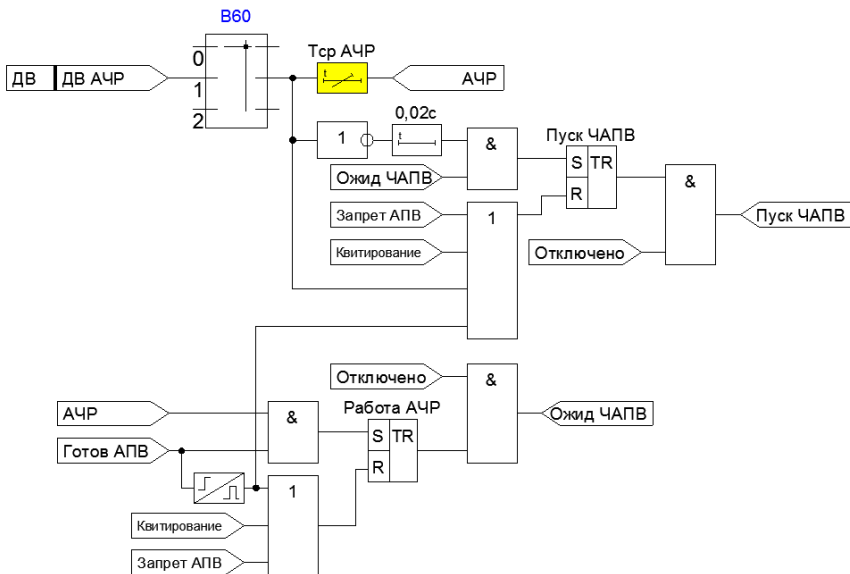 B60
0
1
2
ДВ
ДВ АЧР
Тср АЧР
t
АЧР
1
0,02с
t
&
Ожид ЧАПВ
Пуск ЧАПВ
S
TR
R
&
Пуск ЧАПВ
Запрет АПВ
1
Квитирование
Отключено
Отключено
&
Ожид ЧАПВ
АЧР
&
Работа АЧР
S
TR
R
Готов АПВ
1
Квитирование
Запрет АПВ